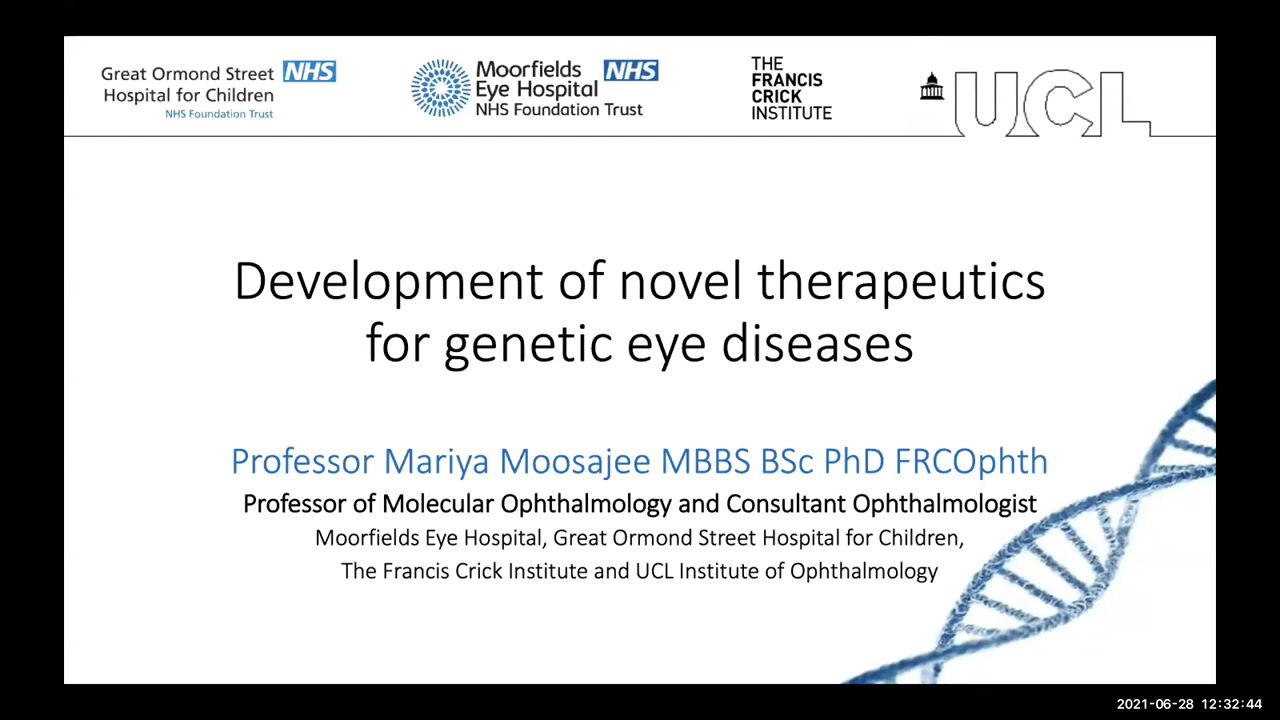 Great Ormond Street NHS
Hospital for Children
NHS Foundation Trust
Moorfields NHS
Eye Hospital
NHS Foundation Trust
THE
FRANCIS
CRICK
INSTITUTE
UCL
Development of novel therapeutics
for genetic eye diseases
Professor Mariya Moosajee MBBS BSc PhD FRCOphth
Professor of Molecular Ophthalmology and Consultant Ophthalmologist
Moorfields Eye Hospital, Great Ormond Street Hospital for Children,
The Francis Crick Institute and UCL Institute of Ophthalmology
2021-06-28 12:32:44